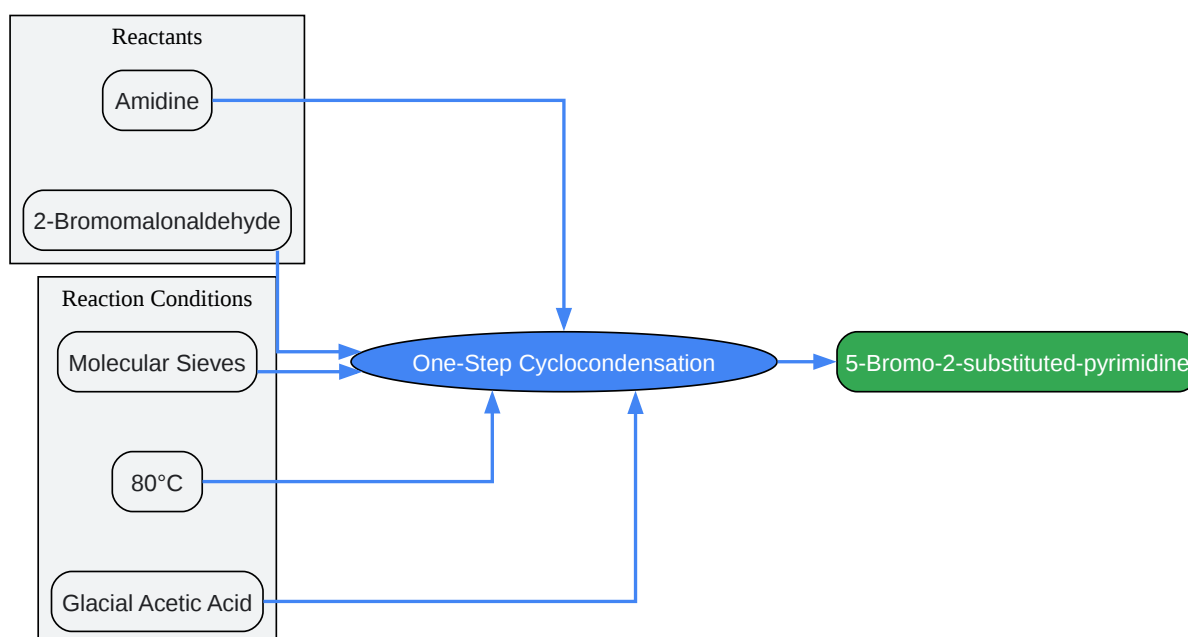 Reactants
Amidine
2-Bromomalonaldehyde
Reaction Conditions
Molecular Sieves
One-Step Cyclocondensation
5-Bromo-2-substituted-pyrimidine
80°C
Glacial Acetic Acid